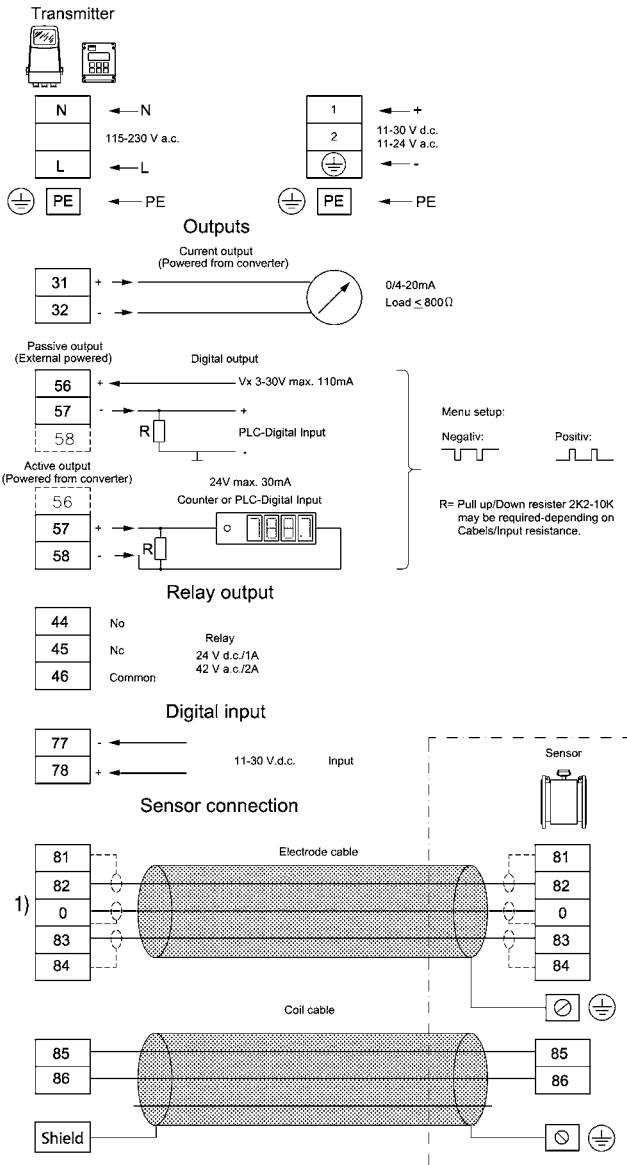 Transmitter
N ← N
115-230 V a.c.
L ← L
PE ← PE
1 ← +
2
11-30 V d.c.
11-24 V a.c.
← -
PE ← PE
Outputs
Current output
(Powered from converter)
31 +
32 -
0/4-20mA
Load ≤ 800Ω
Passive output
(External powered)
Digital output
56 + Vx 3-30V max. 110mA
57 - +
R
PLC-Digital Input
58 -
Active output
(Powered from converter)
24V max. 30mA
56
Counter or PLC-Digital Input
57 +
R
58 -
Menu setup:
Negativ: Positiv:
R= Pull up/Down resister 2K2-10K
may be required-depending on
Cabels/Input resistance.
Relay output
44 No
45 Nc
46 Common
Relay
24 V d.c./1A
42 V a.c./2A
Digital input
77 -
78 +
11-30 V.d.c. Input
Sensor
Sensor connection
Electrode cable
81 81
82 82
1) 0 0
83 83
84 84
Coil cable
85 85
86 86
Shield